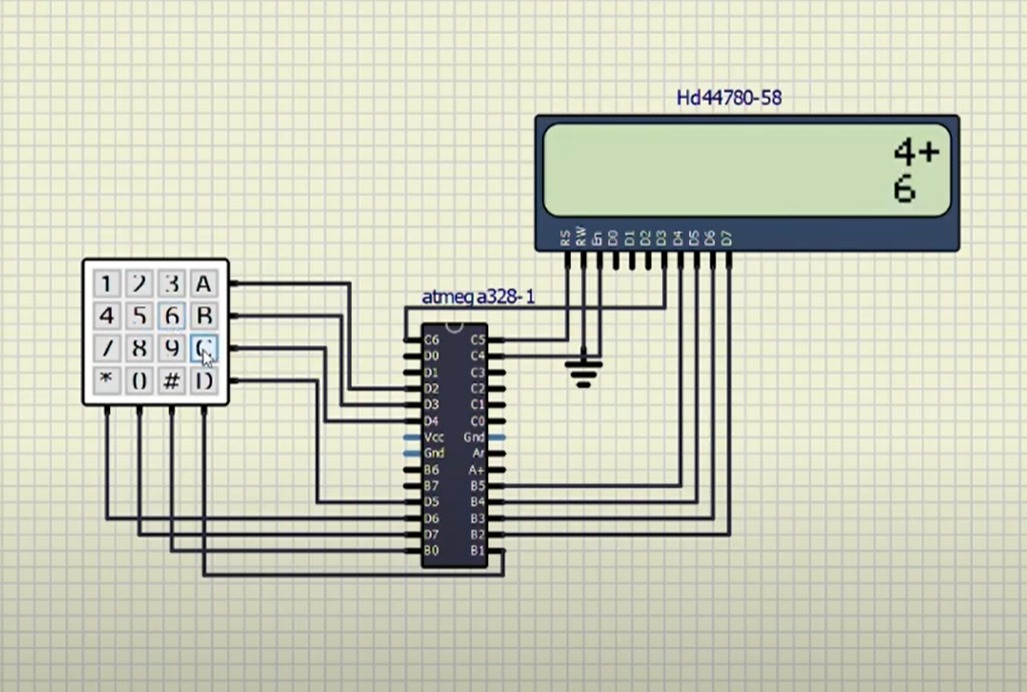 Hd44780-58
4+
6
RS RW En D0 D1 D2 D3 D4 D5 D6 D7
atmega328-1
1 2 3 A
4 5 6 B
7 8 9 C
* 0 # D
C6 C5
D0 C4
D1 C3
D2 C2
D3 C1
D4 C0
Vcc Gnd
Gnd Ar
B6 A+
B7 B5
D5 B4
D6 B3
D7 B2
B0 B1